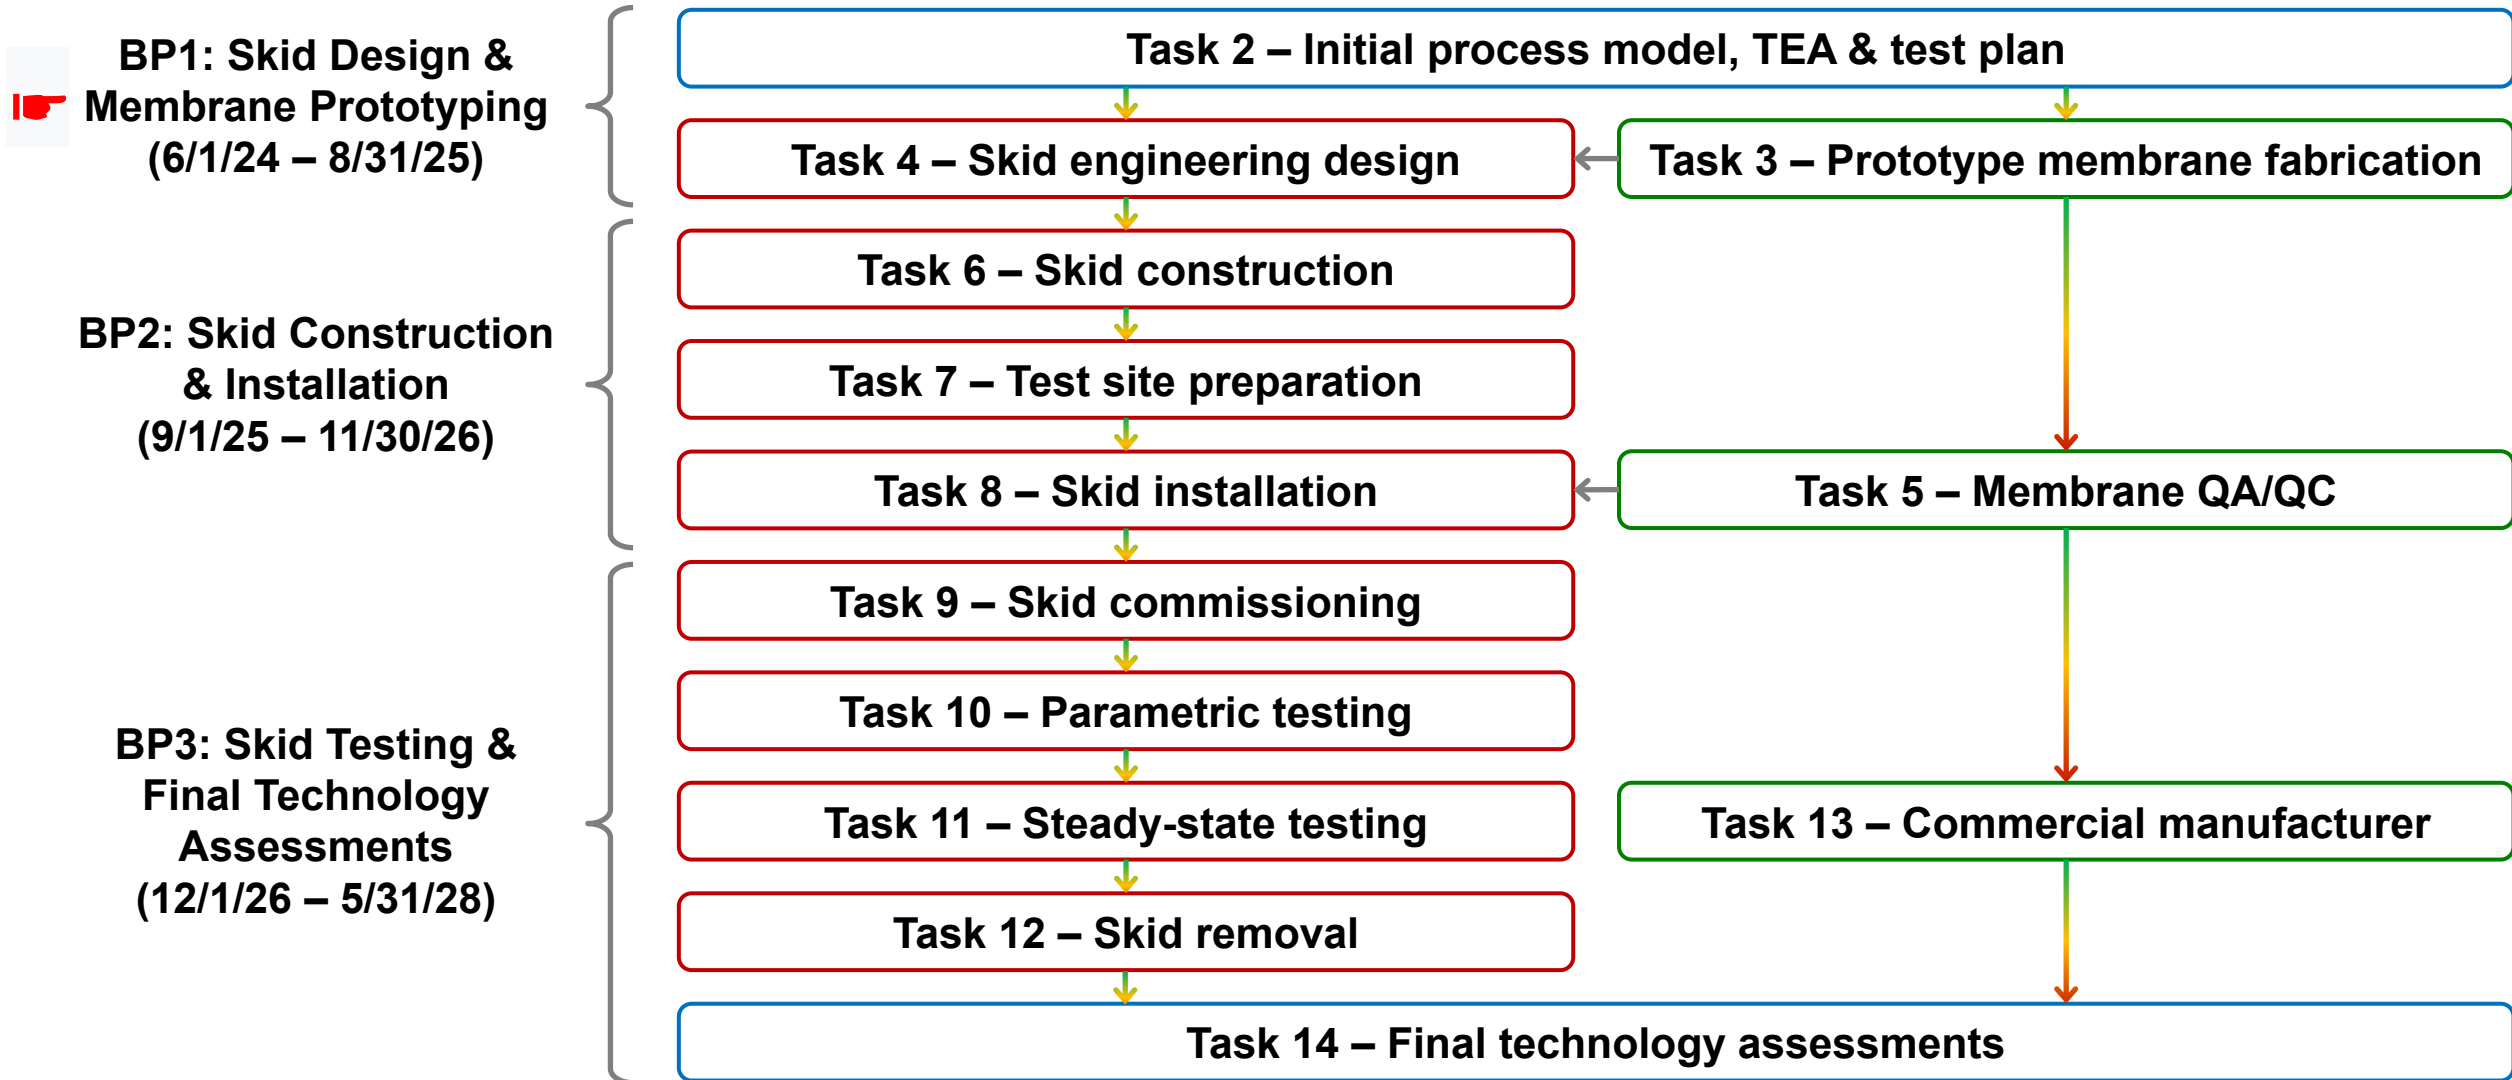 BP1: Skid Design &
Membrane Prototyping
(6/1/24 – 8/31/25)
Task 2 – Initial process model, TEA & test plan
Task 4 – Skid engineering design
Task 3 – Prototype membrane fabrication
BP2: Skid Construction
& Installation
(9/1/25 – 11/30/26)
Task 6 – Skid construction
Task 7 – Test site preparation
Task 8 – Skid installation
Task 5 – Membrane QA/QC
BP3: Skid Testing &
Final Technology
Assessments
(12/1/26 – 5/31/28)
Task 9 – Skid commissioning
Task 10 – Parametric testing
Task 11 – Steady-state testing
Task 13 – Commercial manufacturer
Task 12 – Skid removal
Task 14 – Final technology assessments